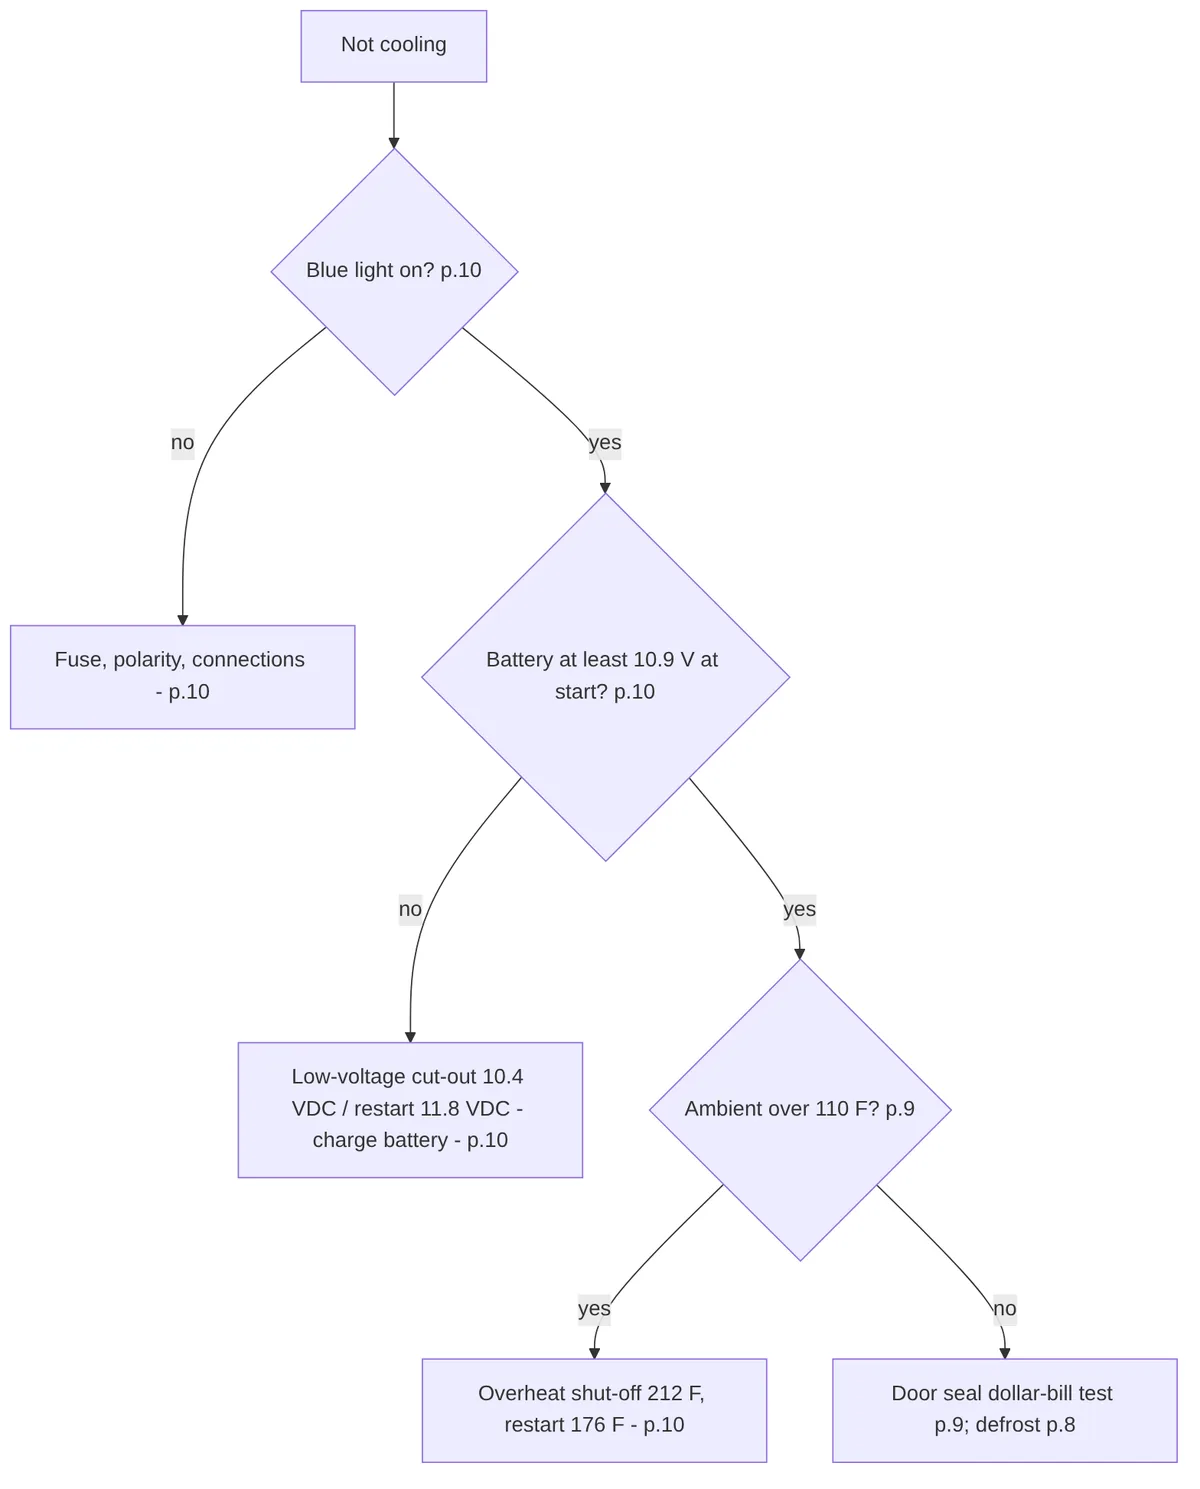 Not cooling
Blue light on? p.10
no
yes
Fuse, polarity, connections
- p.10
Battery at least 10.9 V at
start? p.10
no
yes
Low-voltage cut-out 10.4
VDC / restart 11.8 VDC -
charge battery - p.10
Ambient over 110 F? p.9
yes
no
Overheat shut-off 212 F,
restart 176 F - p.10
Door seal dollar-bill test
p.9; defrost p.8